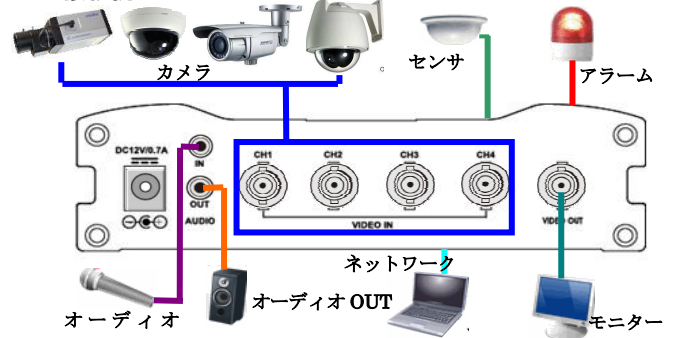 カメラ
センサ
アラーム
DC12V/0.7A
IN
OUT
AUDIO
CH1
CH2
CH3
CH4
VIDEO IN
VIDEO OUT
ネットワーク
オーディオ
オーディオ OUT
モニター